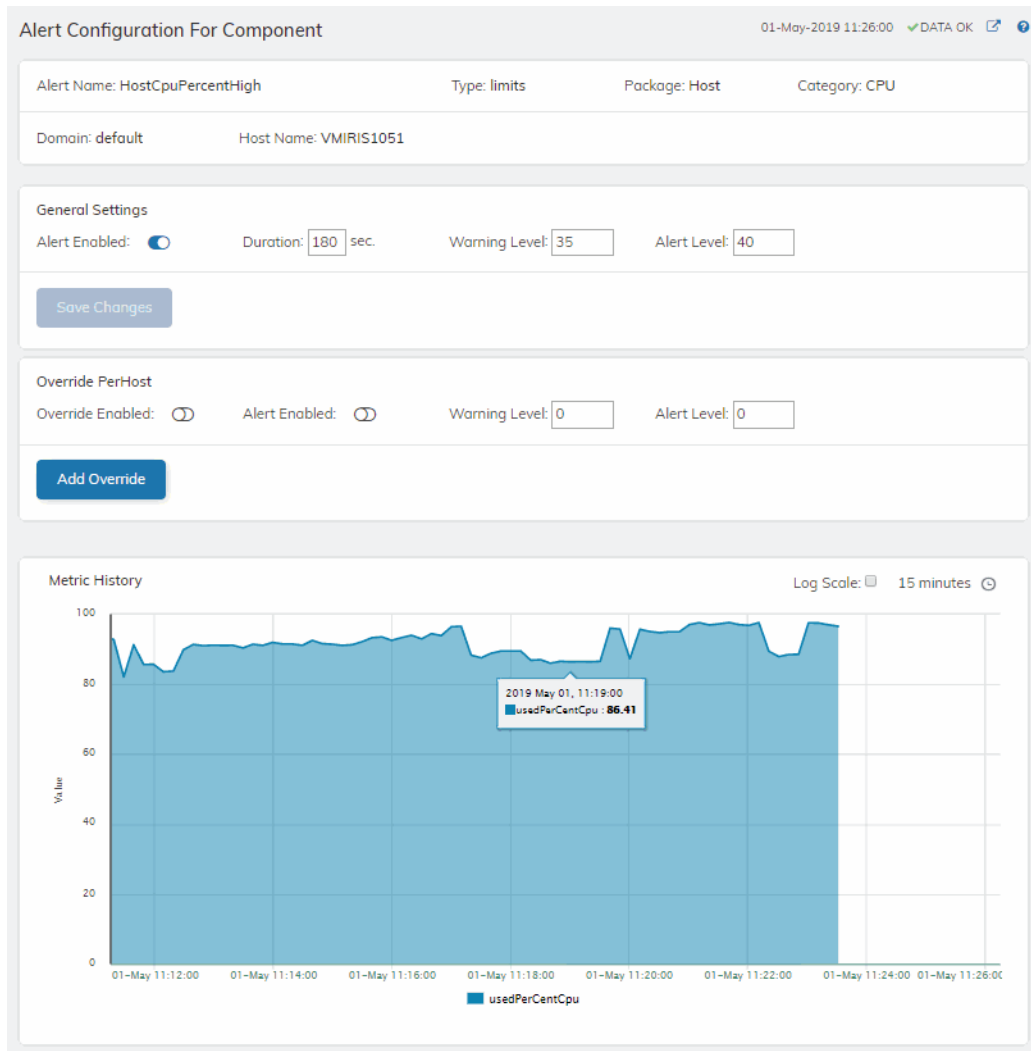 Alert Configuration For Component 01-May-2019 11:26:00 DATA OK
Alert Name: HostCpuPercentHigh Type: limits Package: Host Category: CPU
Domain: default Host Name: VMIRIS1051
General Settings
Alert Enabled: Duration: 180 sec. Warning Level: 35 Alert Level: 40
Save Changes
Override PerHost
Override Enabled: Alert Enabled: Warning Level: 0 Alert Level: 0
Add Override
Metric History Log Scale: 15 minutes
100
80
2019 May 01, 11:19:00
usedPerCentCpu : 86.41
60
Value
40
20
0
01-May 11:12:00 01-May 11:14:00 01-May 11:16:00 01-May 11:18:00 01-May 11:20:00 01-May 11:22:00 01-May 11:24:00 01-May 11:26:00
usedPerCentCpu